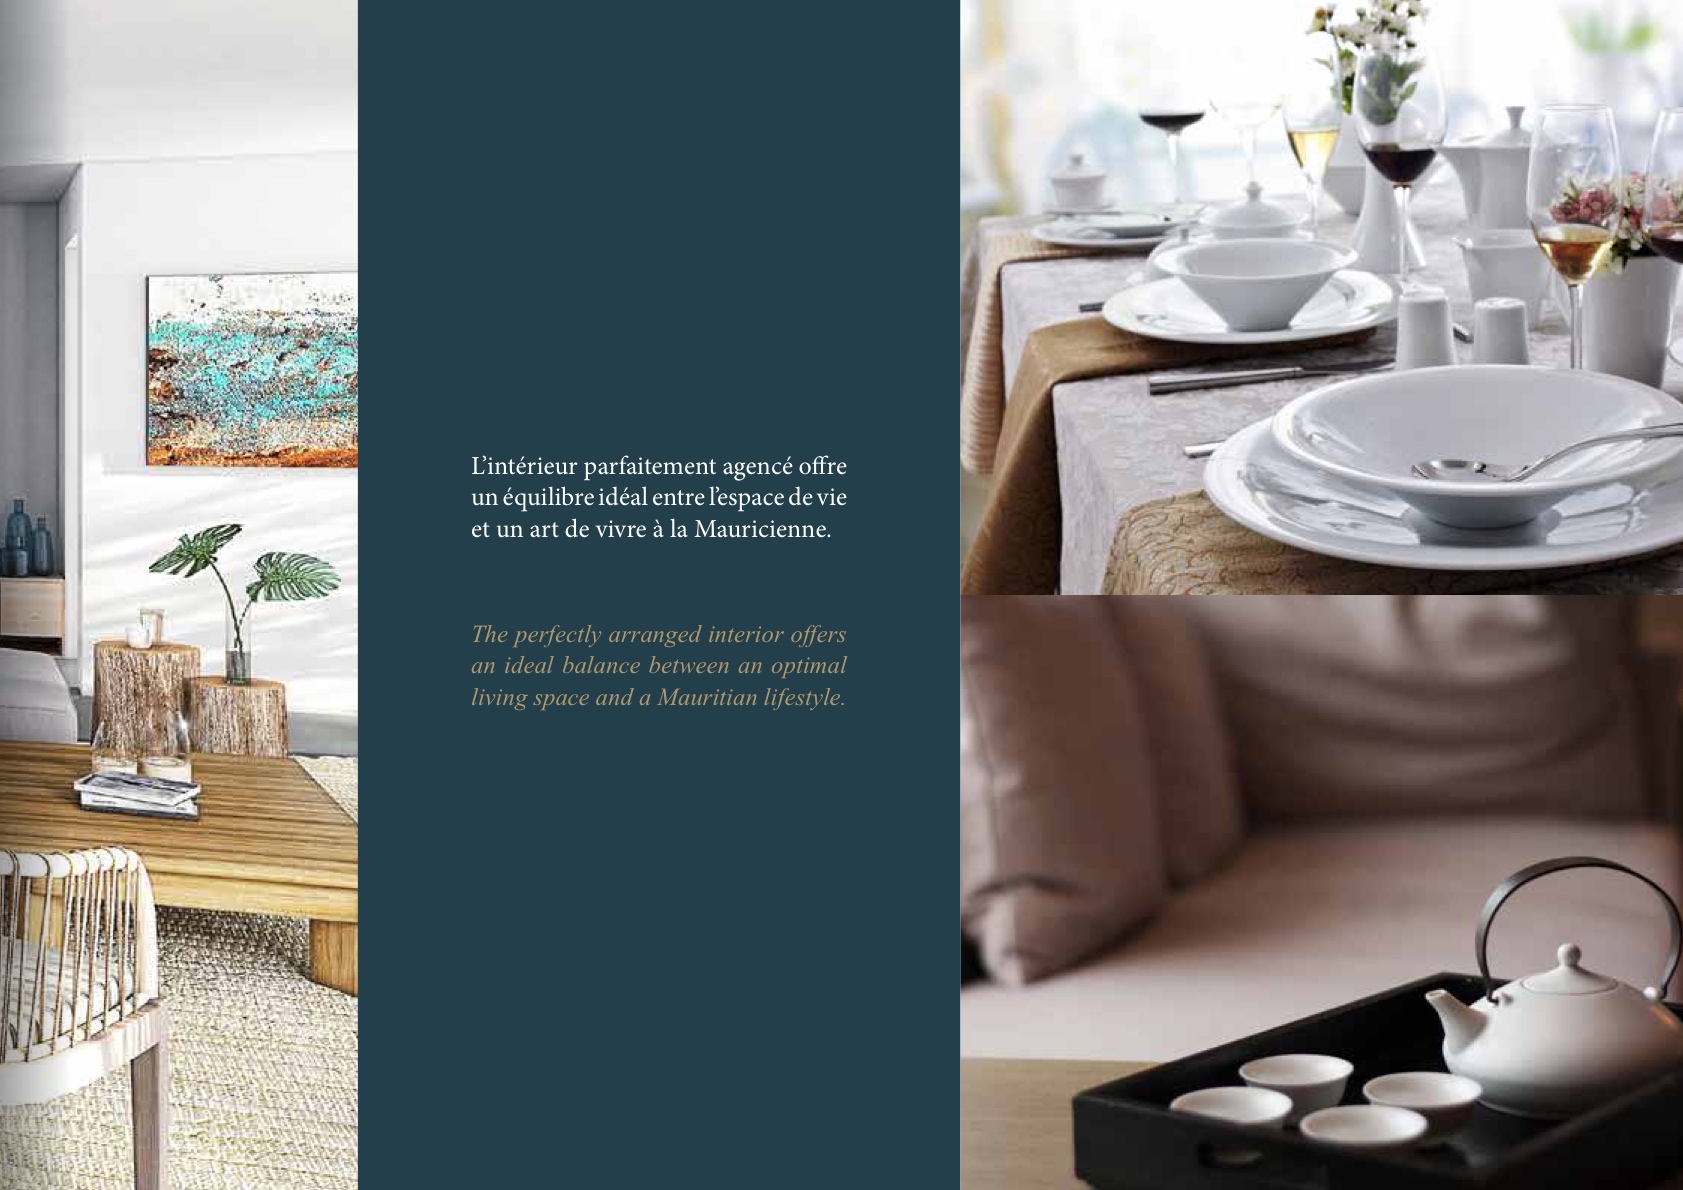 L’intérieur parfaitement agencé offre
un équilibre idéal entre l’espace de vie
et un art de vivre à la Mauricienne.
The perfectly arranged interior offers
an ideal balance between an optimal
living space and a Mauritian lifestyle.